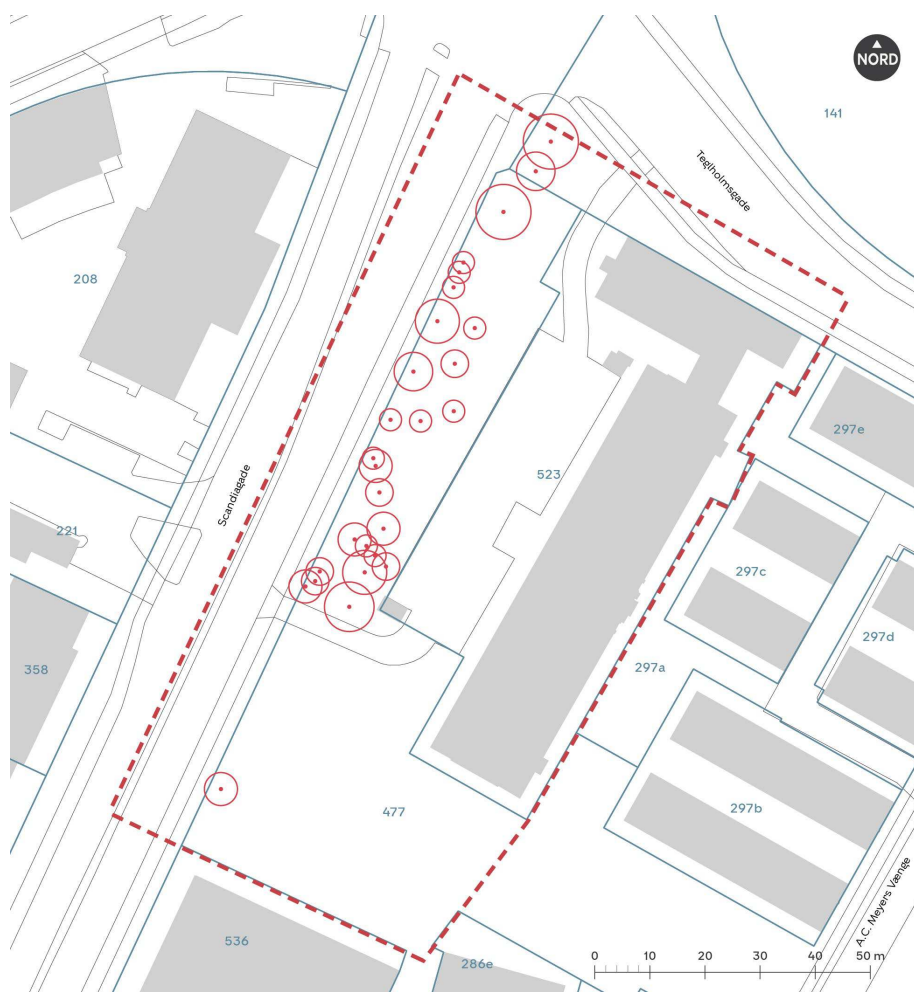 NORD
141
Teglholmsgade
208
297e
Scandiagade
523
221
297c
297d
358
297a
297b
477
A.C. Meyers Vænge
536
286e
0 10 20 30 40 50 m